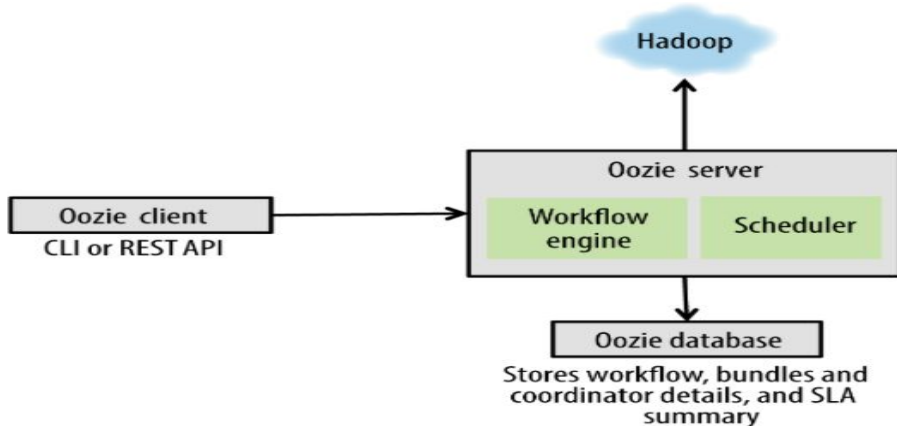 Hadoop
Oozie server
Oozie client
CLI or REST API
Workflow
engine
Scheduler
Oozie database
Stores workflow, bundles and
coordinator details, and SLA
summary